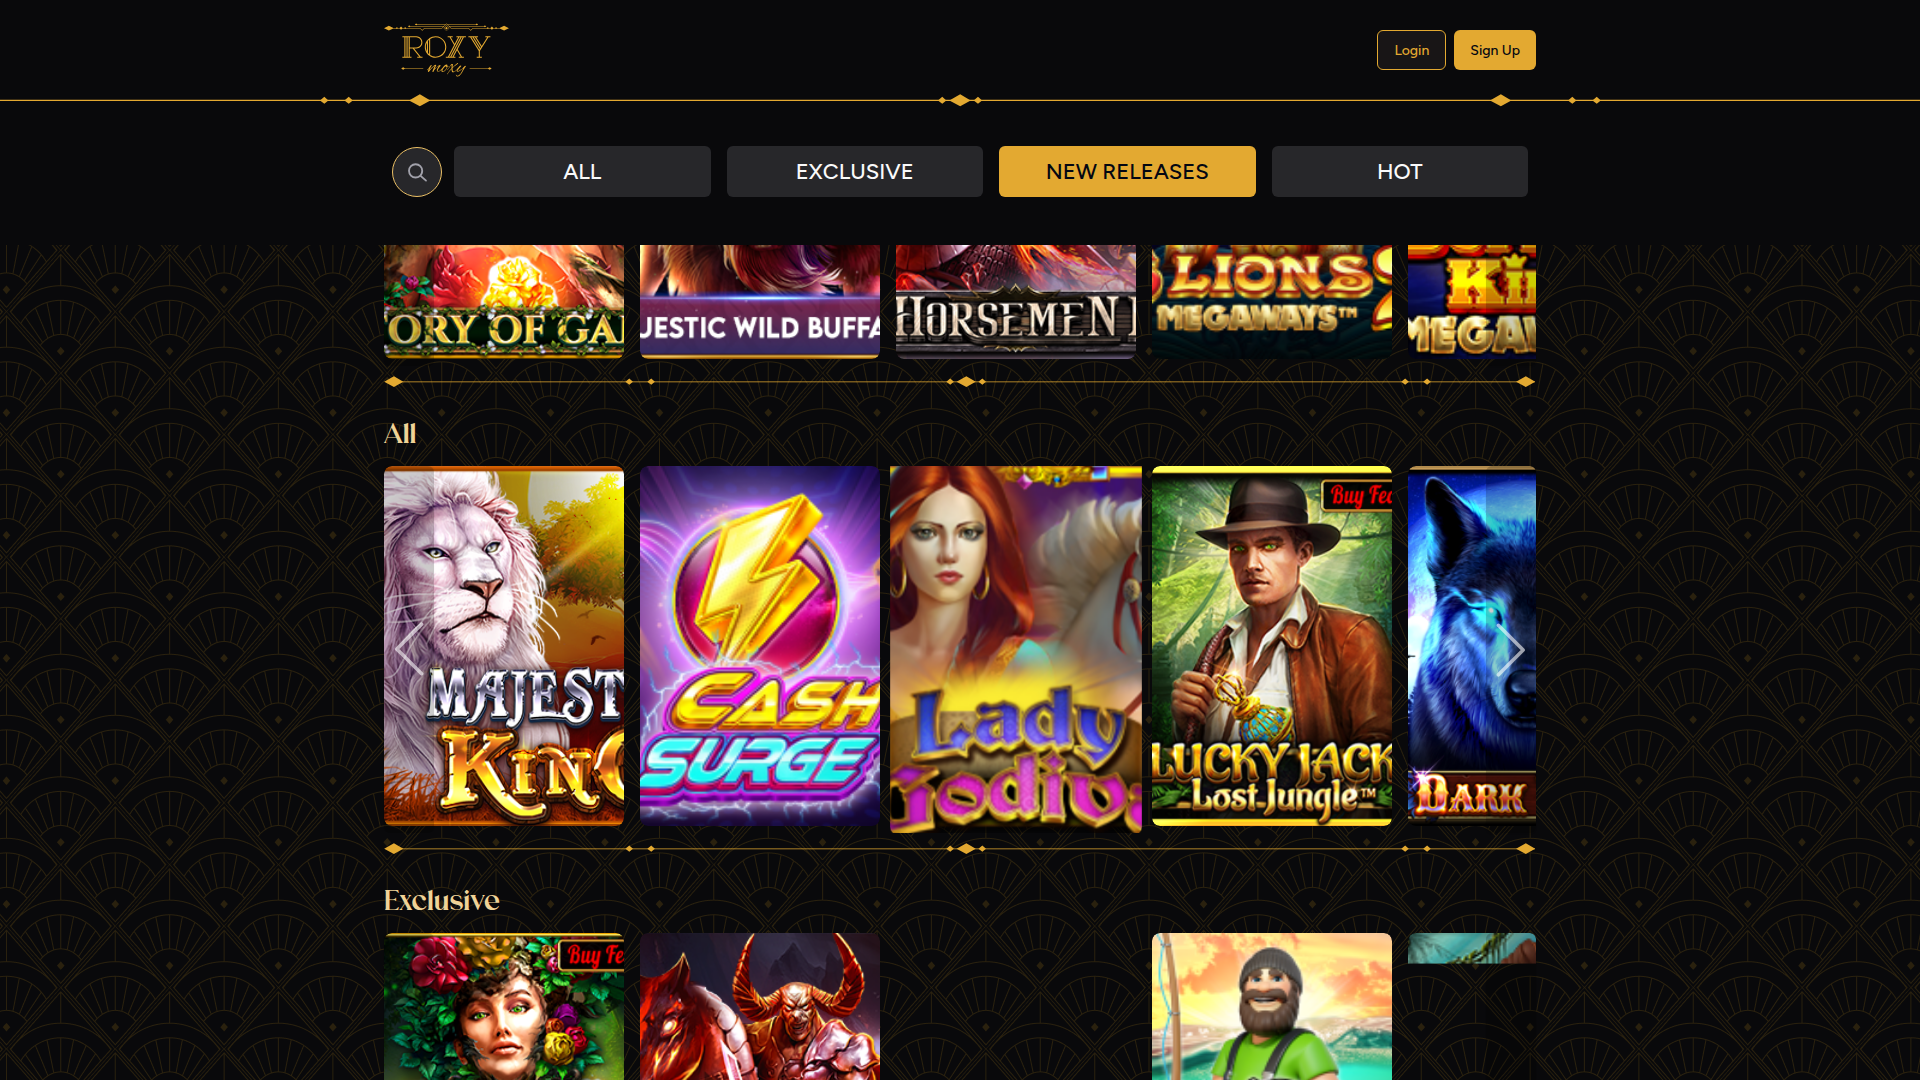 ROXY
moxy
Login
Sign Up
ALL
EXCLUSIVE
NEW RELEASES
HOT
ORY OF GA
JESTIC WILD BUFFA
HORSEMEN
LIONS
MEGAWAYS™
KI
MEGAW
All
MAJEST
KING
CASH
SURGE
Lady
Godiva
Buy Fea
LUCKY JACK
Lost Jungle™
DARK
Exclusive
Buy Fe